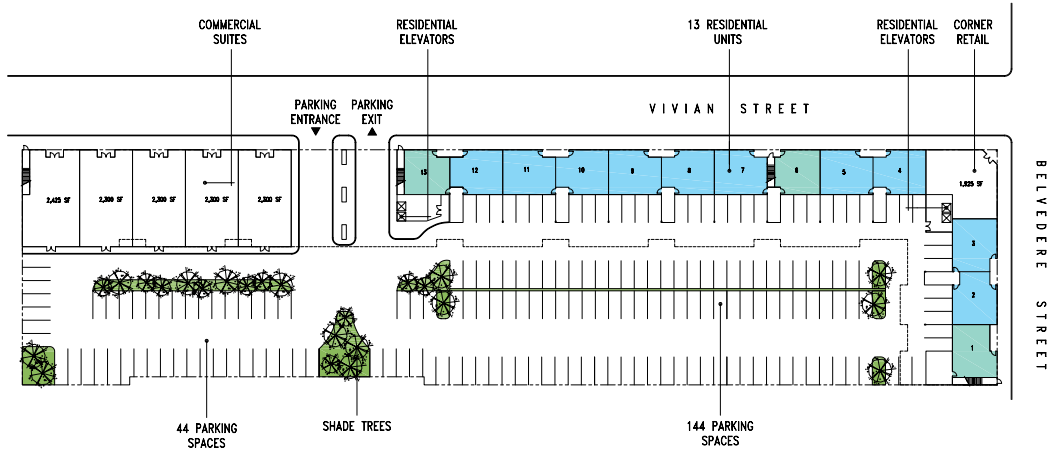 COMMERCIAL
SUITES
RESIDENTIAL
ELEVATORS
13 RESIDENTIAL
UNITS
RESIDENTIAL
ELEVATORS
CORNER
RETAIL
PARKING
ENTRANCE
PARKING
EXIT
VIVIAN STREET
BELVEDERE STREET
2,425 SF
2,300 SF
2,300 SF
2,300 SF
2,300 SF
13
12
11
10
9
8
7
6
5
4
1,925 SF
3
2
1
44 PARKING
SPACES
SHADE TREES
144 PARKING
SPACES